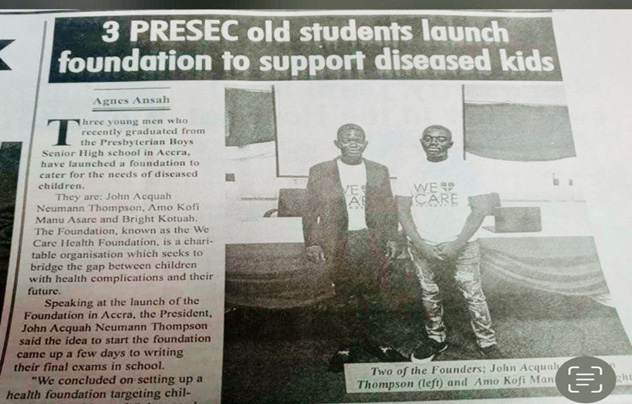 3 PRESEC old students launch
foundation to support diseased kids
Agnes Ansah
Three young men who
recently graduated from
the Presbyterian Boys
Senior High school in Accra,
have launched a foundation to
cater for the needs of diseased
children.
They are: John Acquah
Neumann Thompson, Amo Kofi
Manu Asare and Bright Kotuah.
The Foundation, known as the We
Care Health Foundation, is a chari-
table organisation which seeks to
bridge the gap between children
with health complications and their
future.
Speaking at the launch of the
Foundation in Accra, the President,
John Acquah Neumann Thompson
said the idea to start the foundation
came up a few days to writing
their final exams in school.
"We concluded on setting up a
health foundation targeting chil-
WE
CARE
Two of the Founders: John Acquah
Thompson (left) and Amo Kofi Man